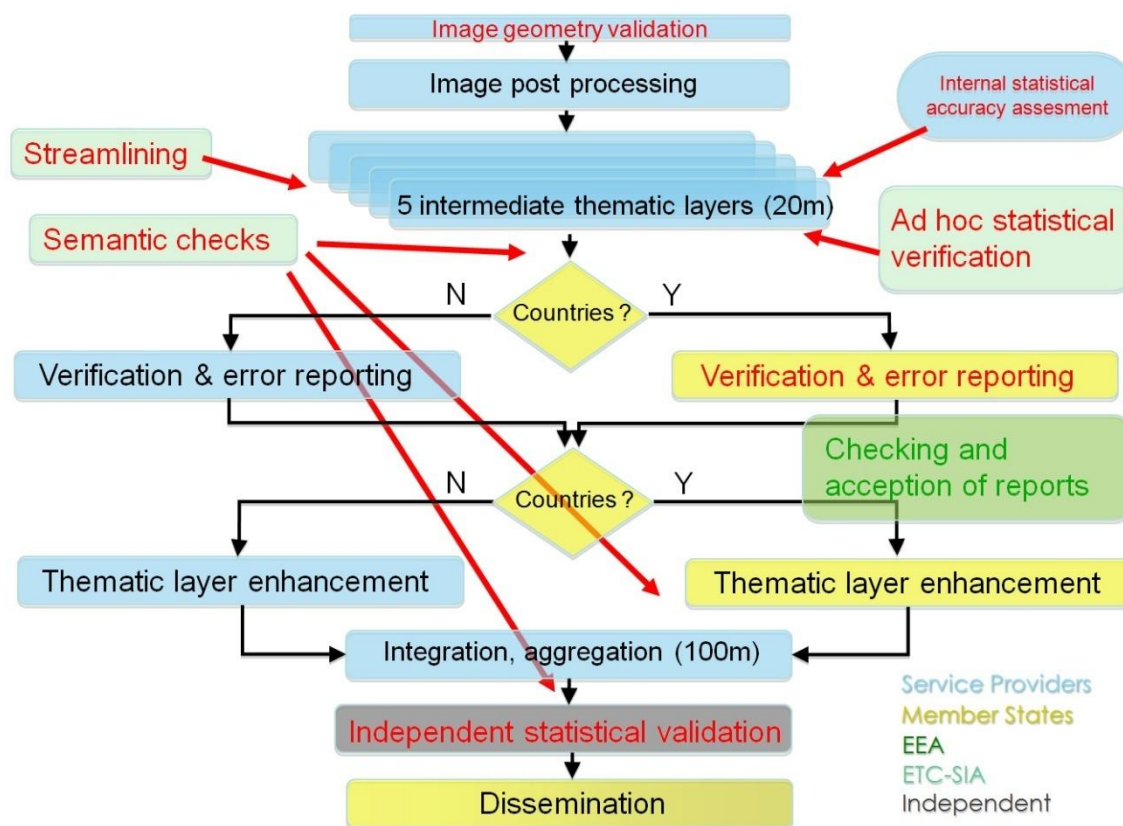 Image geometry validation
Image post processing
Internal statistical
accuracy assesment
Streamlining
5 intermediate thematic layers (20m)
Semantic checks
Ad hoc statistical
verification
N
Countries ?
Y
Verification & error reporting
Verification & error reporting
Checking and
acception of reports
N
Countries ?
Y
Thematic layer enhancement
Thematic layer enhancement
Integration, aggregation (100m)
Independent statistical validation
Dissemination
Service Providers
Member States
EEA
ETC-SIA
Independent